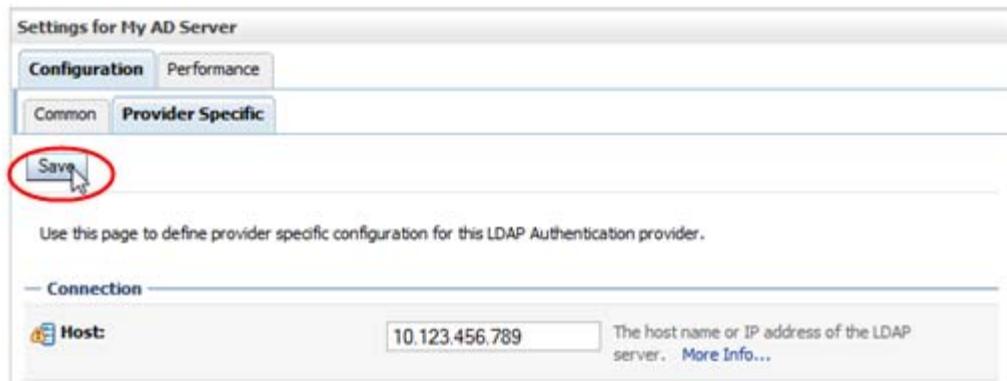 Settings for My AD Server
Configuration Performance
Common Provider Specific
Save
Use this page to define provider specific configuration for this LDAP Authentication provider.
Connection
Host: 10.123.456.789 The host name or IP address of the LDAP
server. More Info...